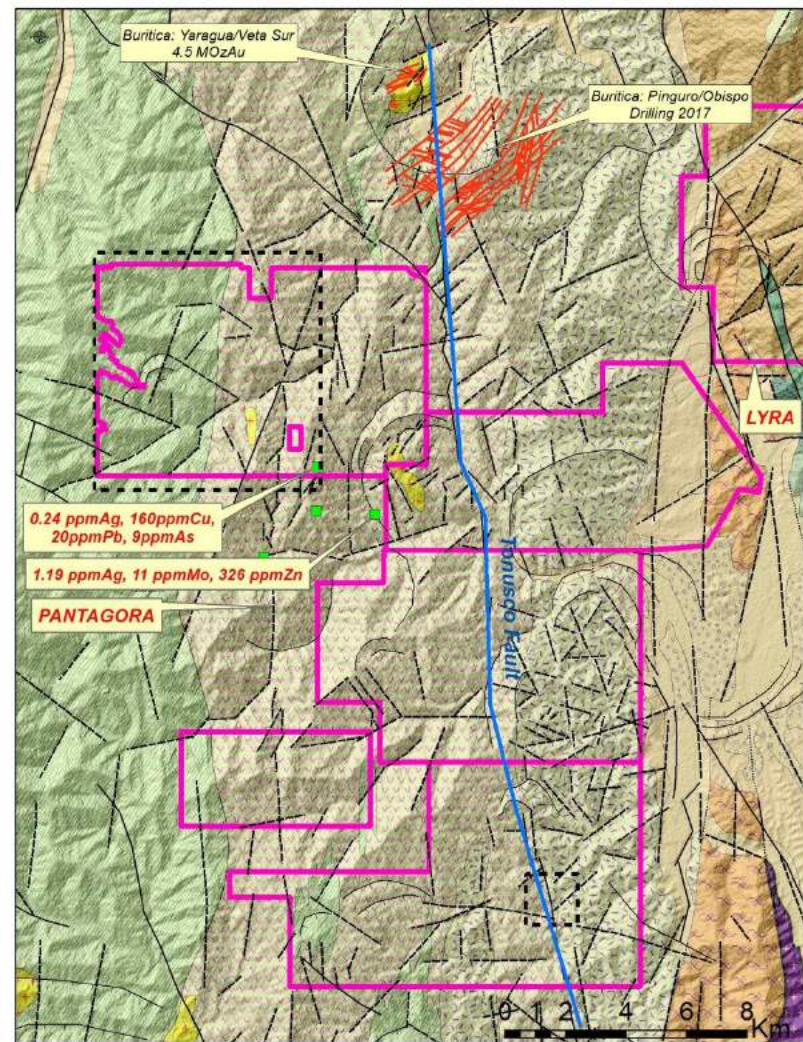 Buritica: Yaragua/Veta Sur
4.5 MOzAu
Buritica: Pinguro/Obispo
Drilling 2017
LYRA
0.24 ppmAg, 160ppmCu,
20ppmPb, 9ppmAs
1.19 ppmAg, 11 ppmMo, 326 ppmZn
PANTAGORA
Tonusco Fault
0 2 4 6 8
Km